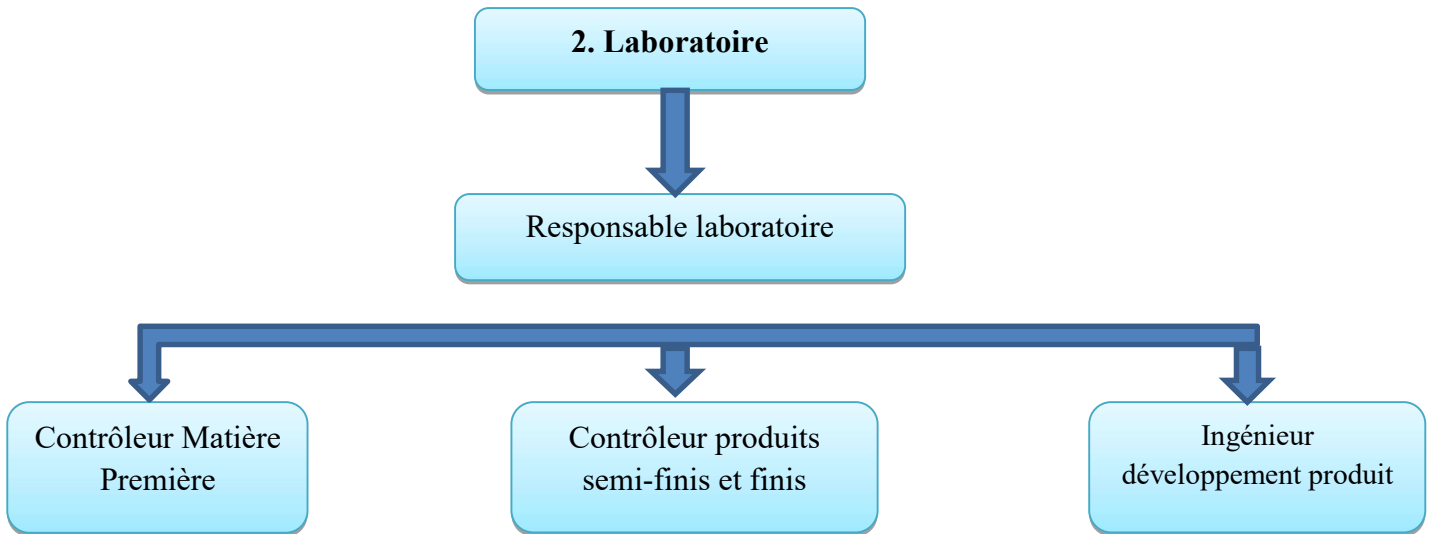 2. Laboratoire
Responsable laboratoire
Contrôleur Matière
Première
Contrôleur produits
semi-finis et finis
Ingénieur
développement produit